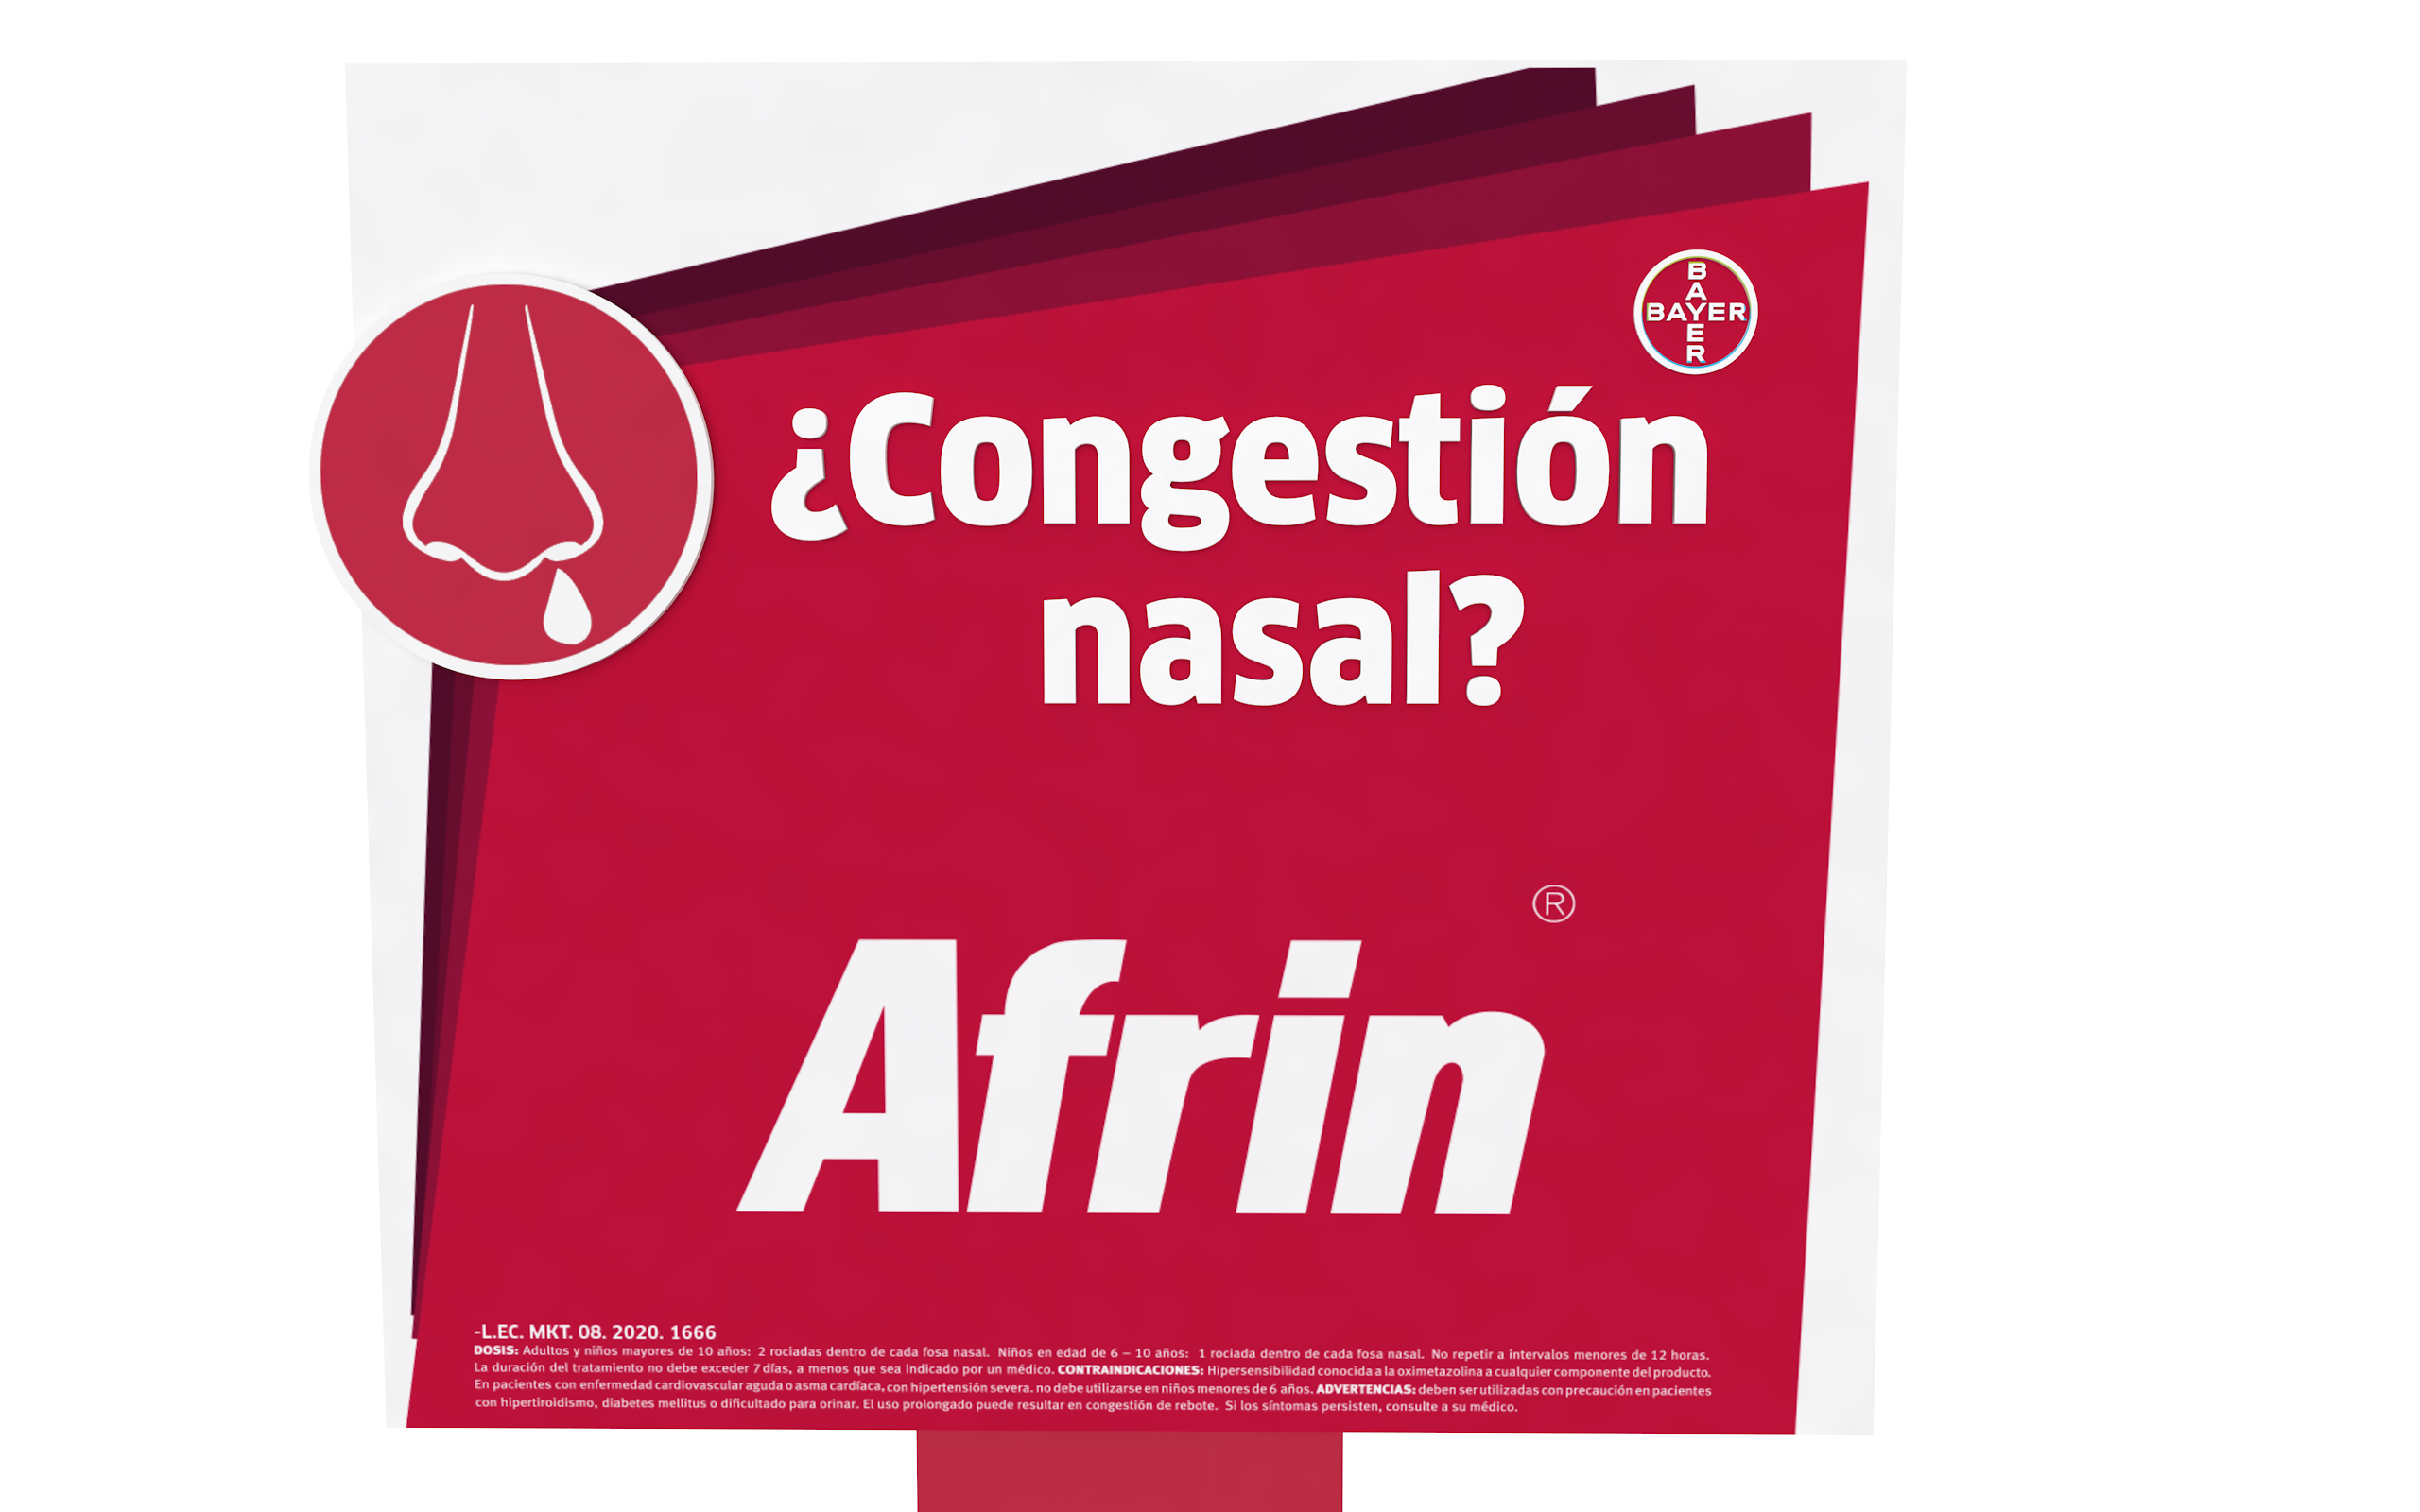 BAYER
BAYER
¿Congestión
nasal?
Afrin®
-L.EC. MKT. 08. 2020. 1666
DOSIS: Adultos y niños mayores de 10 años: 2 rociadas dentro de cada fosa nasal. Niños en edad de 6 – 10 años: 1 rociada dentro de cada fosa nasal. No repetir a intervalos menores de 12 horas.
La duración del tratamiento no debe exceder 7 días, a menos que sea indicado por un médico. CONTRAINDICACIONES: Hipersensibilidad conocida a la oximetazolina a cualquier componente del producto.
En pacientes con enfermedad cardiovascular aguda o asma cardíaca, con hipertensión severa. no debe utilizarse en niños menores de 6 años. ADVERTENCIAS: deben ser utilizadas con precaución en pacientes
con hipertiroidismo, diabetes mellitus o dificultado para orinar. El uso prolongado puede resultar en congestión de rebote. Si los síntomas persisten, consulte a su médico.